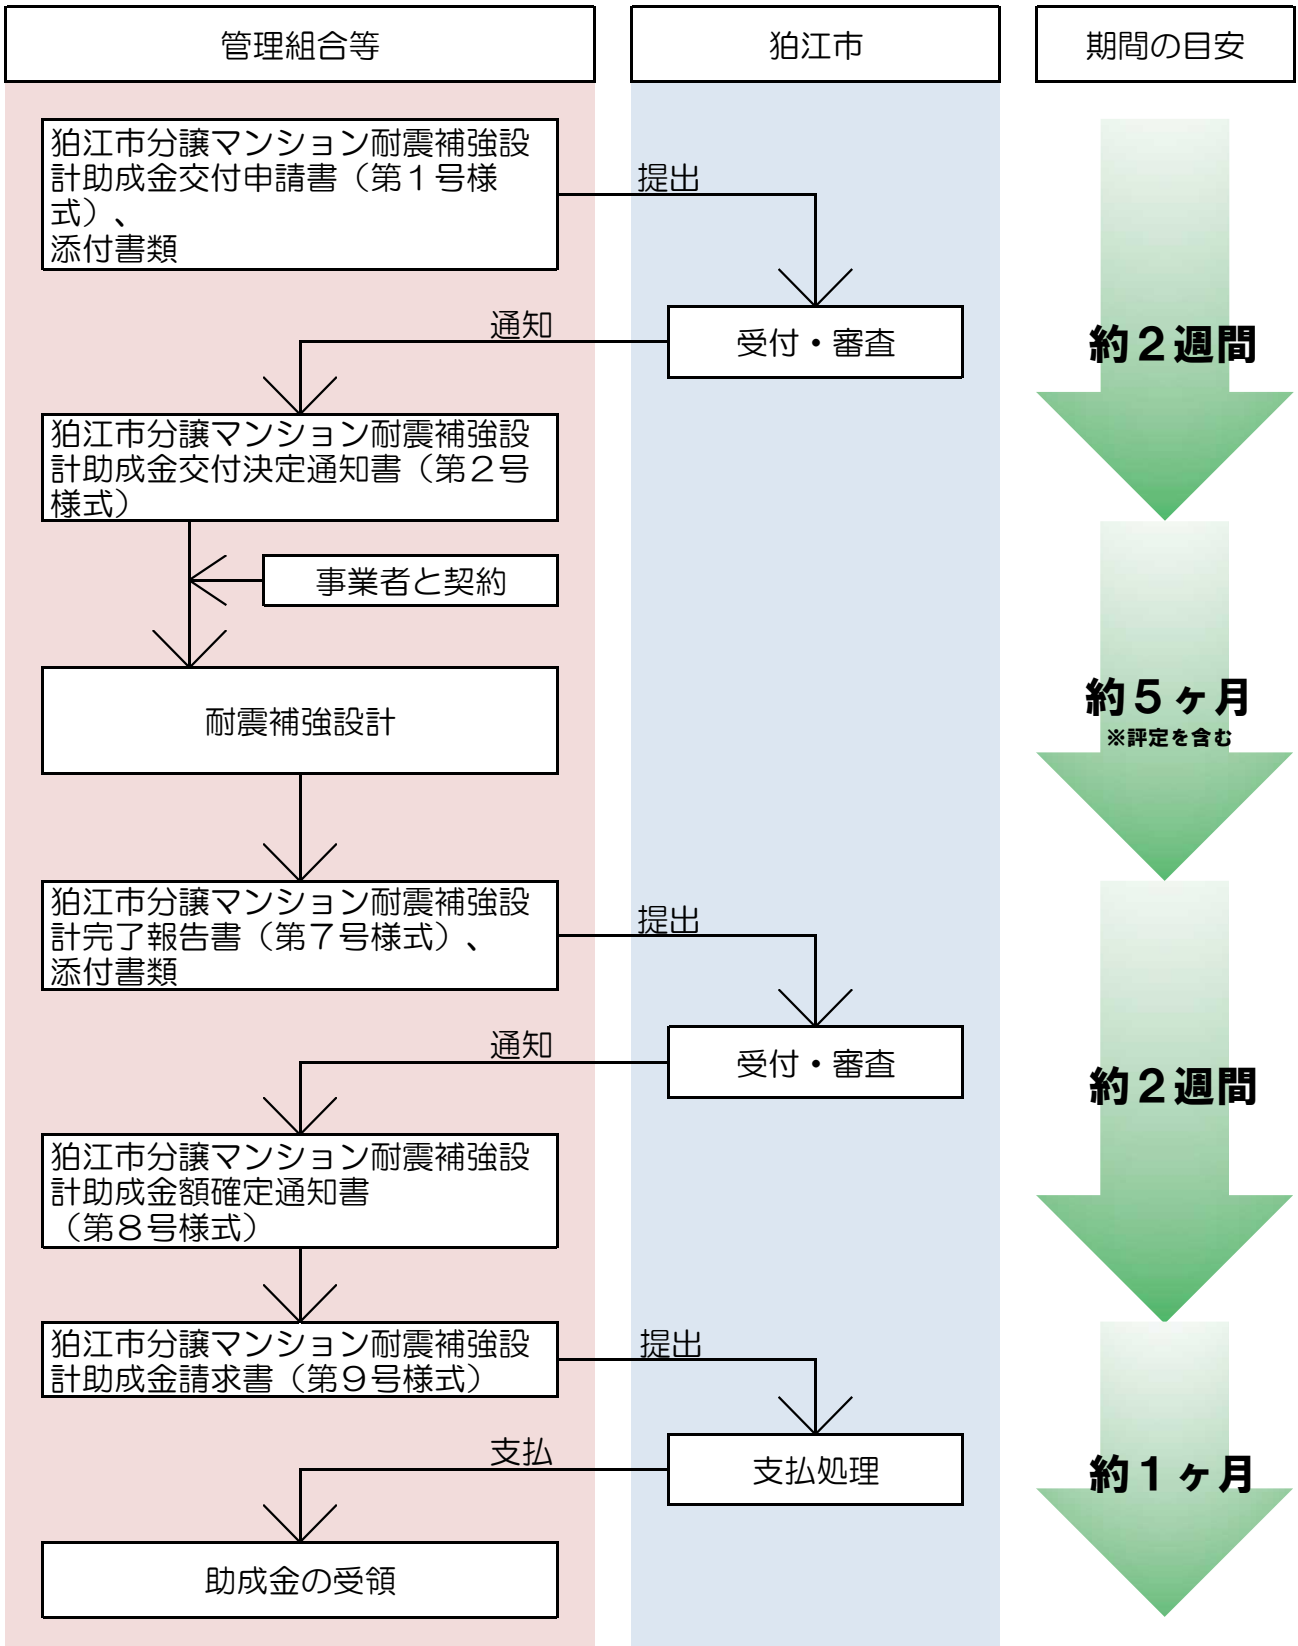 管理組合等
狛江市
期間の目安
狛江市分譲マンション耐震補強設
計助成金交付申請書（第１号様
式）、
添付書類
提出
受付・審査
通知
約２週間
狛江市分譲マンション耐震補強設
計助成金交付決定通知書（第２号
様式）
事業者と契約
耐震補強設計
約５ヶ月
※評定を含む
狛江市分譲マンション耐震補強設
計完了報告書（第７号様式）、
添付書類
提出
受付・審査
通知
約２週間
狛江市分譲マンション耐震補強設
計助成金額確定通知書
（第８号様式）
狛江市分譲マンション耐震補強設
計助成金請求書（第９号様式）
提出
支払処理
支払
約１ヶ月
助成金の受領